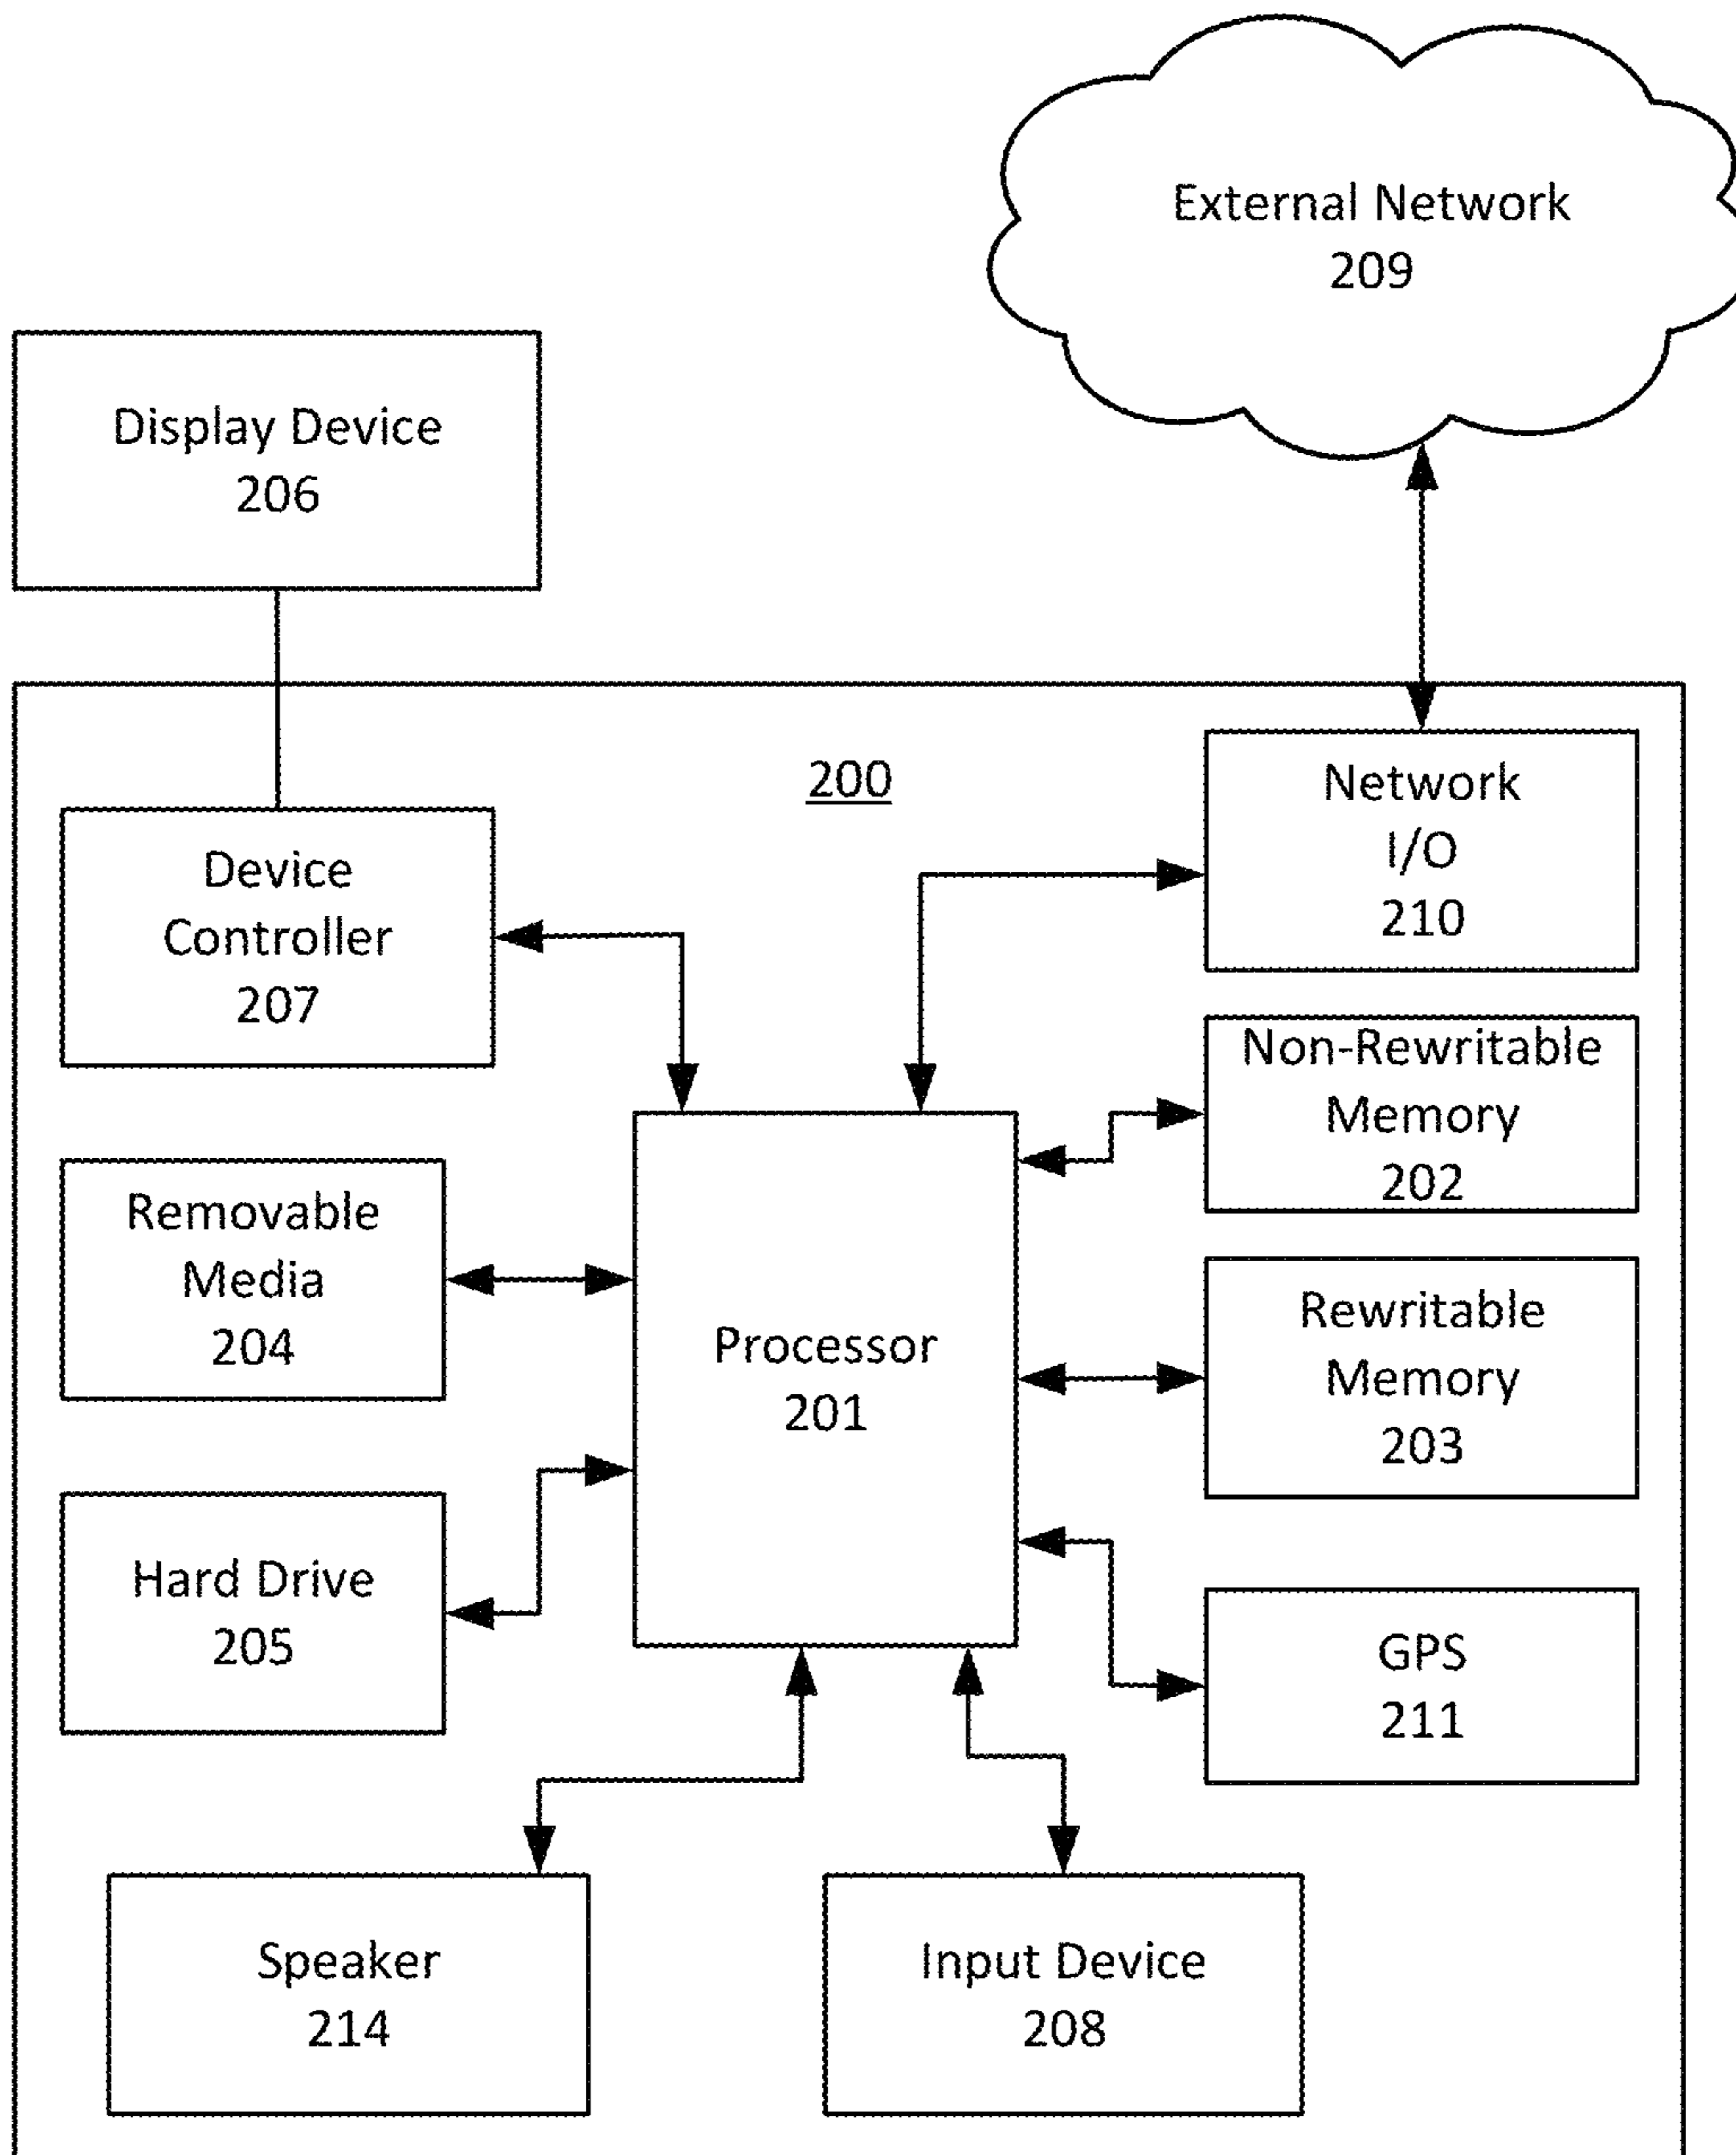 External Network
209
Display Device
206
200
Network
I/O
210
Device
Controller
207
Non-Rewritable
Memory
202
Removable
Media
204
Processor
201
Rewritable
Memory
203
Hard Drive
205
GPS
211
Speaker
214
Input Device
208